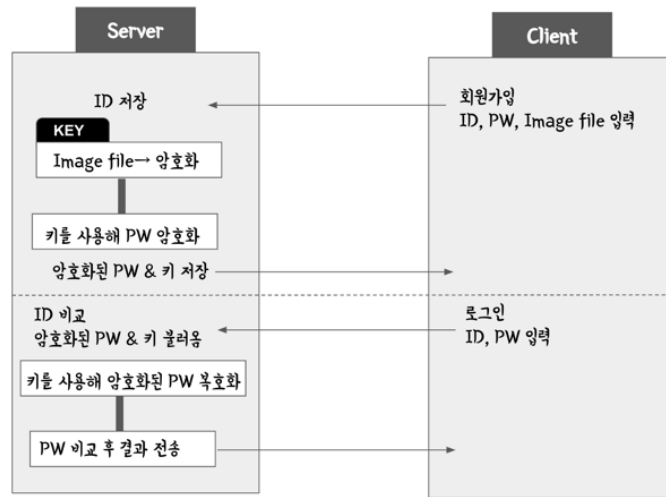 Server
Client
ID 저장
KEY
Image file→ 암호화
키를 사용해 PW 암호화
암호화된 PW & 키 저장
회원가입
ID, PW, Image file 입력
ID 비교
암호화된 PW & 키 불러옴
키를 사용해 암호화된 PW 복호화
PW 비교 후 결과 전송
로그인
ID, PW 입력